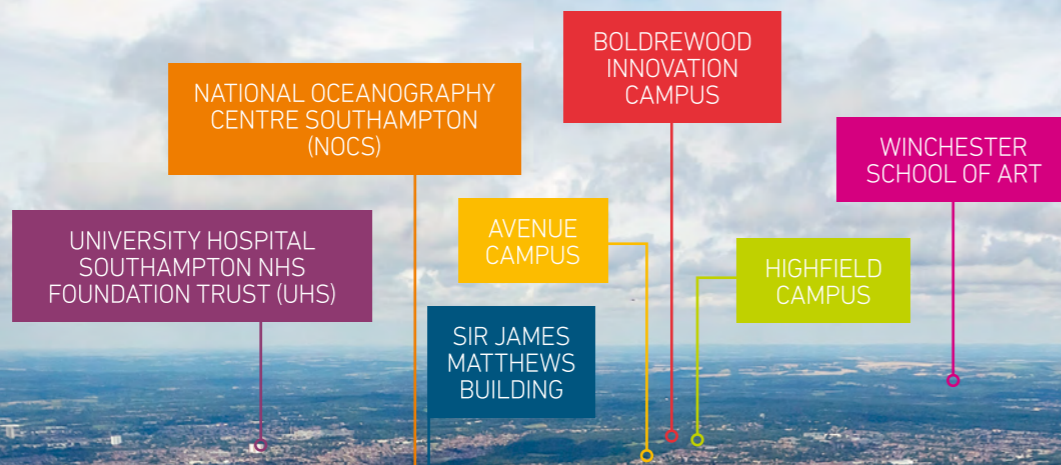 BOLDREWOOD
INNOVATION
CAMPUS
NATIONAL OCEANOGRAPHY
CENTRE SOUTHAMPTON
(NOCS)
WINCHESTER
SCHOOL OF ART
UNIVERSITY HOSPITAL
SOUTHAMPTON NHS
FOUNDATION TRUST (UHS)
AVENUE
CAMPUS
HIGHFIELD
CAMPUS
SIR JAMES
MATTHEWS
BUILDING